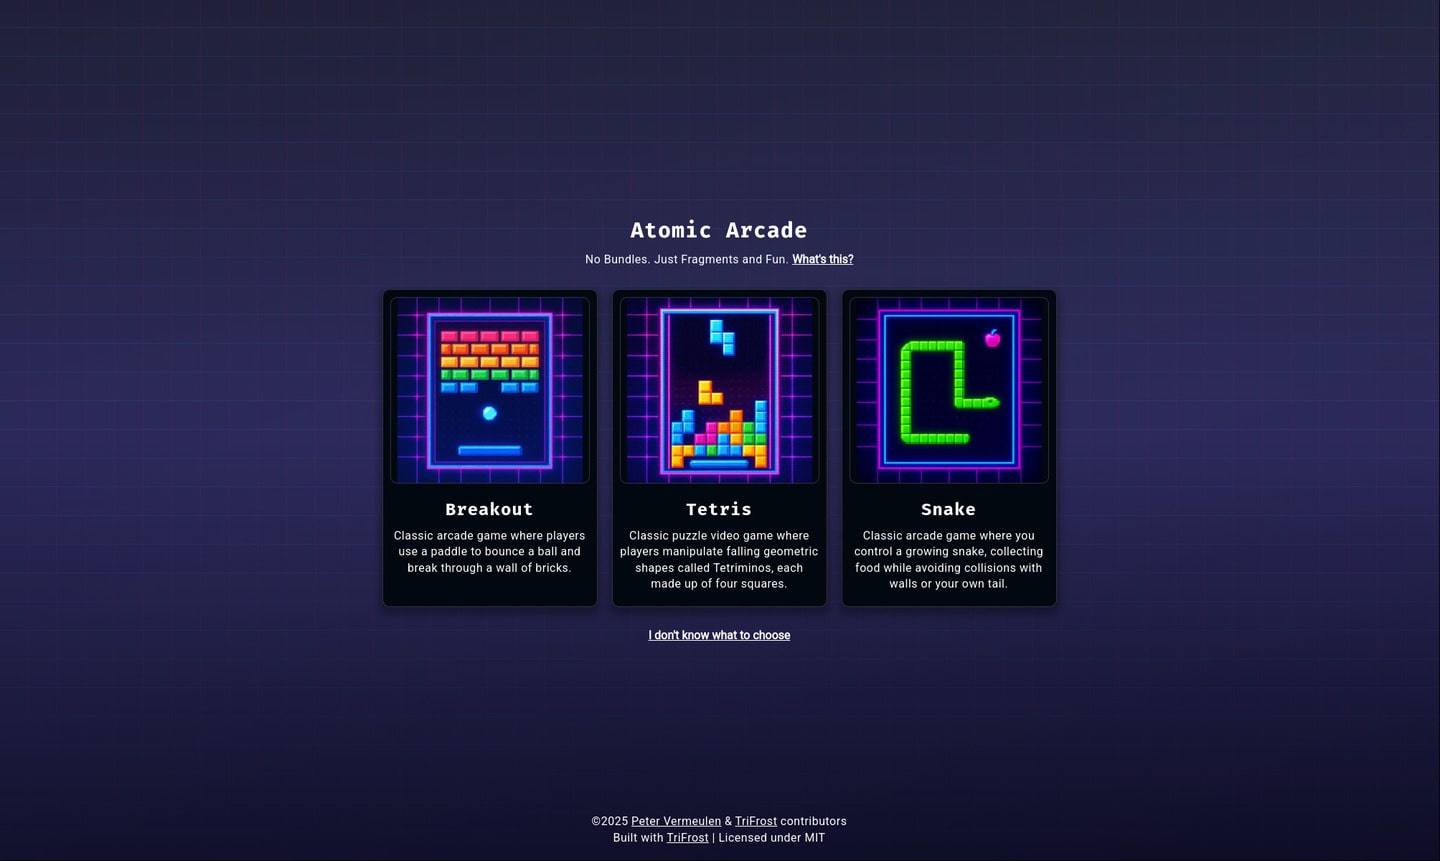 Atomic Arcade
No Bundles. Just Fragments and Fun. What's this?
Breakout
Classic arcade game where players
use a paddle to bounce a ball and
break through a wall of bricks.
Tetris
Classic puzzle video game where
players manipulate falling geometric
shapes called Tetriminos, each
made up of four squares.
Snake
Classic arcade game where you
control a growing snake, collecting
food while avoiding collisions with
walls or your own tail.
I don't know what to choose
©2025 Peter Vermeulen & TriFrost contributors
Built with TriFrost | Licensed under MIT